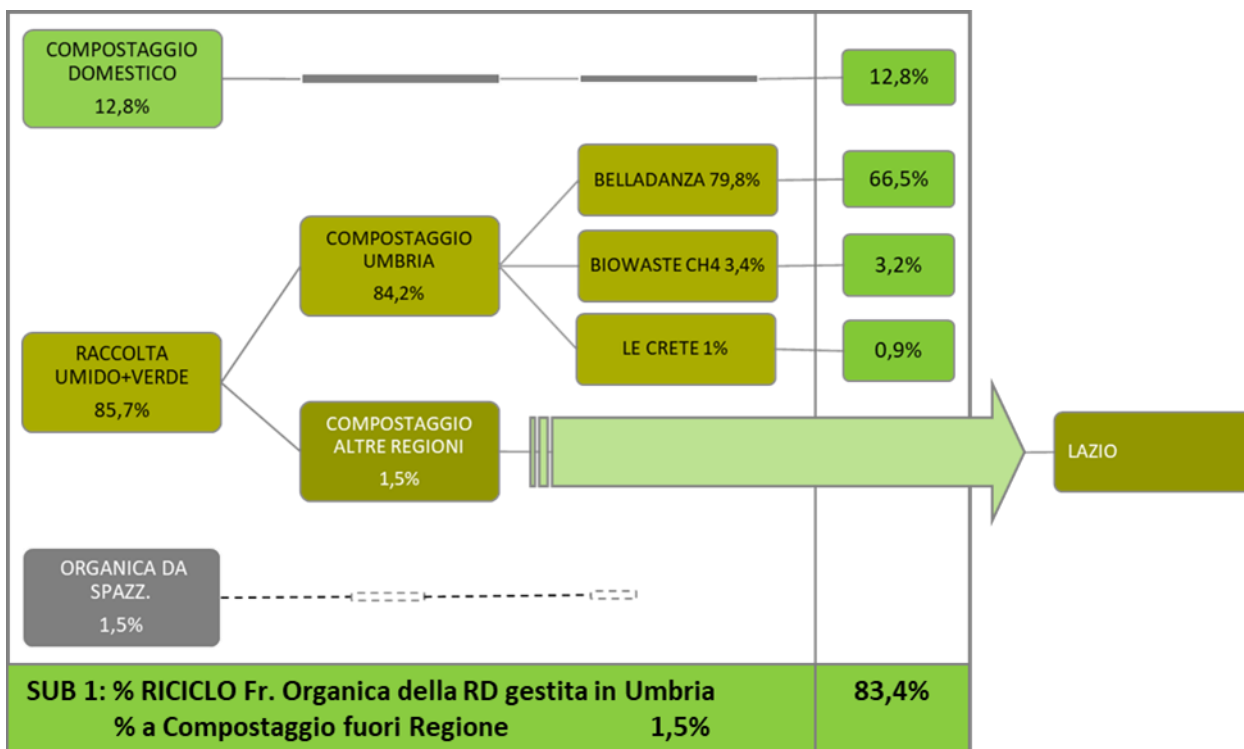 COMPOSTAGGIO
DOMESTICO
12,8%
12,8%
BELLADANZA 79,8%
66,5%
COMPOSTAGGIO
UMBRIA
84,2%
BIOWASTE CH4 3,4%
3,2%
LE CRETE 1%
0,9%
RACCOLTA
UMIDO+VERDE
85,7%
COMPOSTAGGIO
ALTRE REGIONI
1,5%
LAZIO
ORGANICA DA
SPAZZ.
1,5%
SUB 1: % RICICLO Fr. Organica della RD gestita in Umbria 83,4%
% a Compostaggio fuori Regione 1,5%